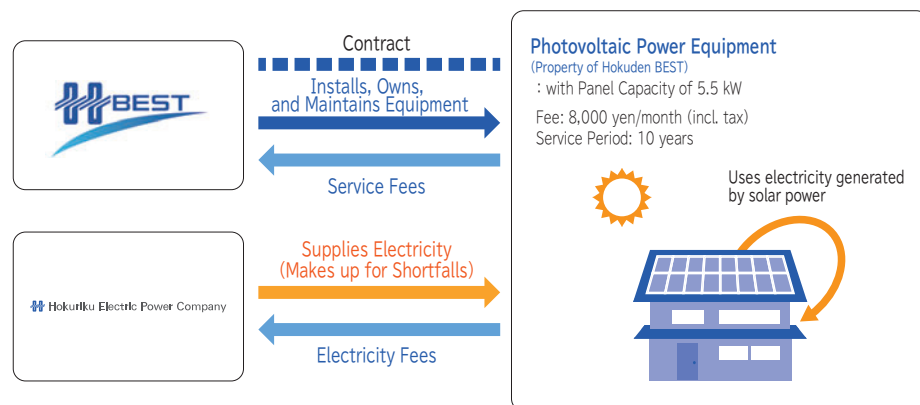 BEST
Contract
Installs, Owns,
and Maintains Equipment
Service Fees
Hokuriku Electric Power Company
Supplies Electricity
(Makes up for Shortfalls)
Electricity Fees
Photovoltaic Power Equipment
(Property of Hokuden BEST)
: with Panel Capacity of 5.5 kW
Fee: 8,000 yen/month (incl. tax)
Service Period: 10 years
Uses electricity generated
by solar power